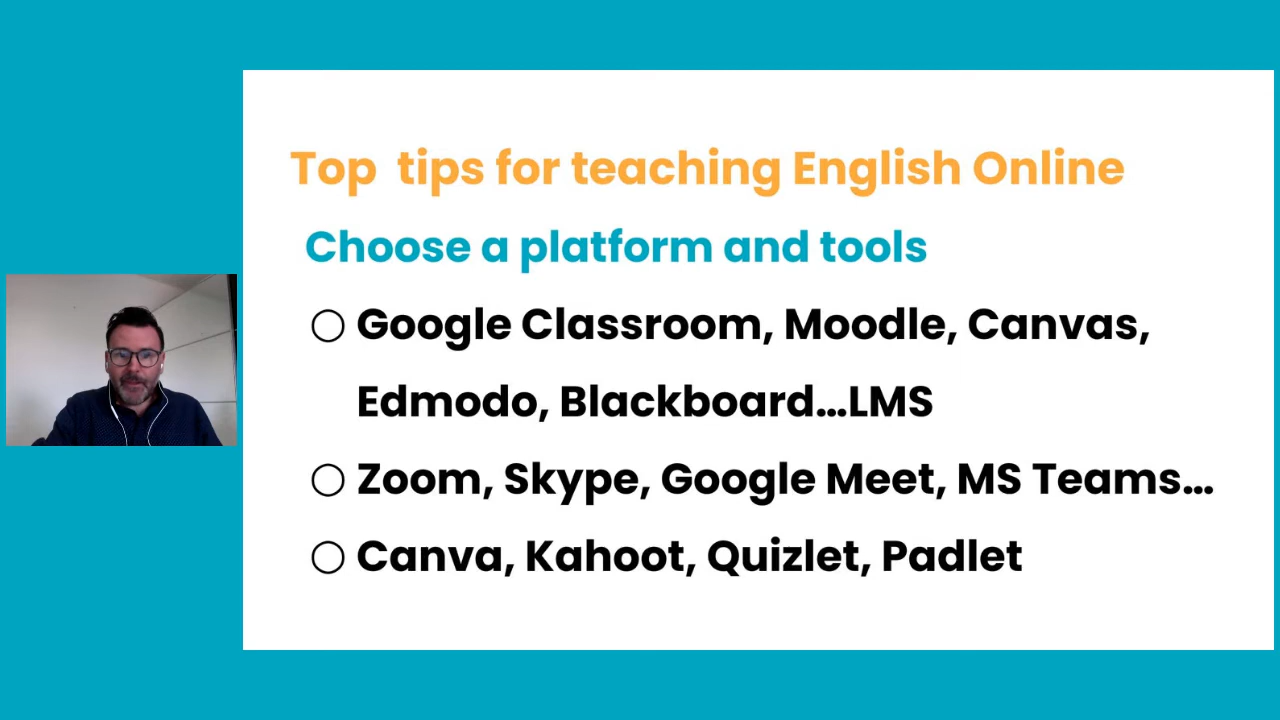 Top tips for teaching English Online
Choose a platform and tools
Google Classroom, Moodle, Canvas,
Edmodo, Blackboard...LMS
Zoom, Skype, Google Meet, MS Teams...
Canva, Kahoot, Quizlet, Padlet